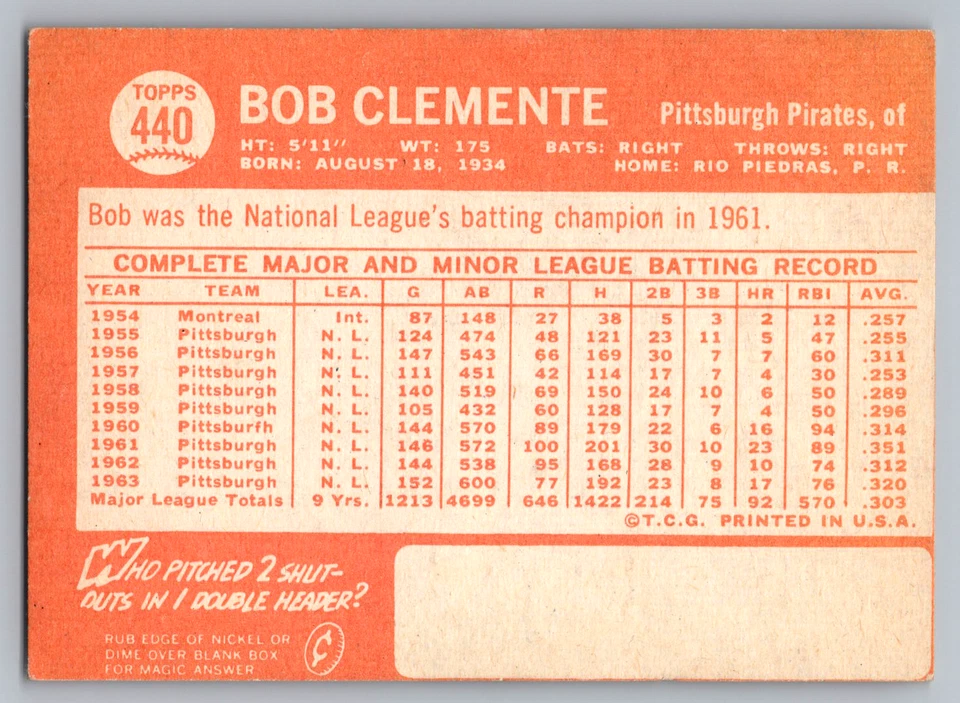 TOPPS
440
BOB CLEMENTE
Pittsburgh Pirates, of
HT: 5'11" WT: 175 BATS: RIGHT THROWS: RIGHT
BORN: AUGUST 18, 1934 HOME: RIO PIEDRAS, P. R.
Bob was the National League's batting champion in 1961.
COMPLETE MAJOR AND MINOR LEAGUE BATTING RECORD
YEAR TEAM LEA. G AB R H 2B 3B HR RBI AVG.
1954 Montreal Int. 87 148 27 38 5 3 2 12 .257
1955 Pittsburgh N. L. 124 474 48 121 23 11 5 47 .255
1956 Pittsburgh N. L. 147 543 66 169 30 7 7 60 .311
1957 Pittsburgh N. L. 111 451 42 114 17 7 4 30 .253
1958 Pittsburgh N. L. 140 519 69 150 24 10 6 50 .289
1959 Pittsburgh N. L. 105 432 60 128 17 7 4 50 .296
1960 Pittsburfh N. L. 144 570 89 179 22 6 16 94 .314
1961 Pittsburgh N. L. 146 572 100 201 30 10 23 89 .351
1962 Pittsburgh N. L. 144 538 95 168 28 9 10 74 .312
1963 Pittsburgh N. L. 152 600 77 192 23 8 17 76 .320
Major League Totals 9 Yrs. 1213 4699 646 1422 214 75 92 570 .303
©T.C.G. PRINTED IN U.S.A.
WHO PITCHED 2 SHUT-
OUTS IN 1 DOUBLE HEADER?
RUB EDGE OF NICKEL OR
DIME OVER BLANK BOX
FOR MAGIC ANSWER
¢